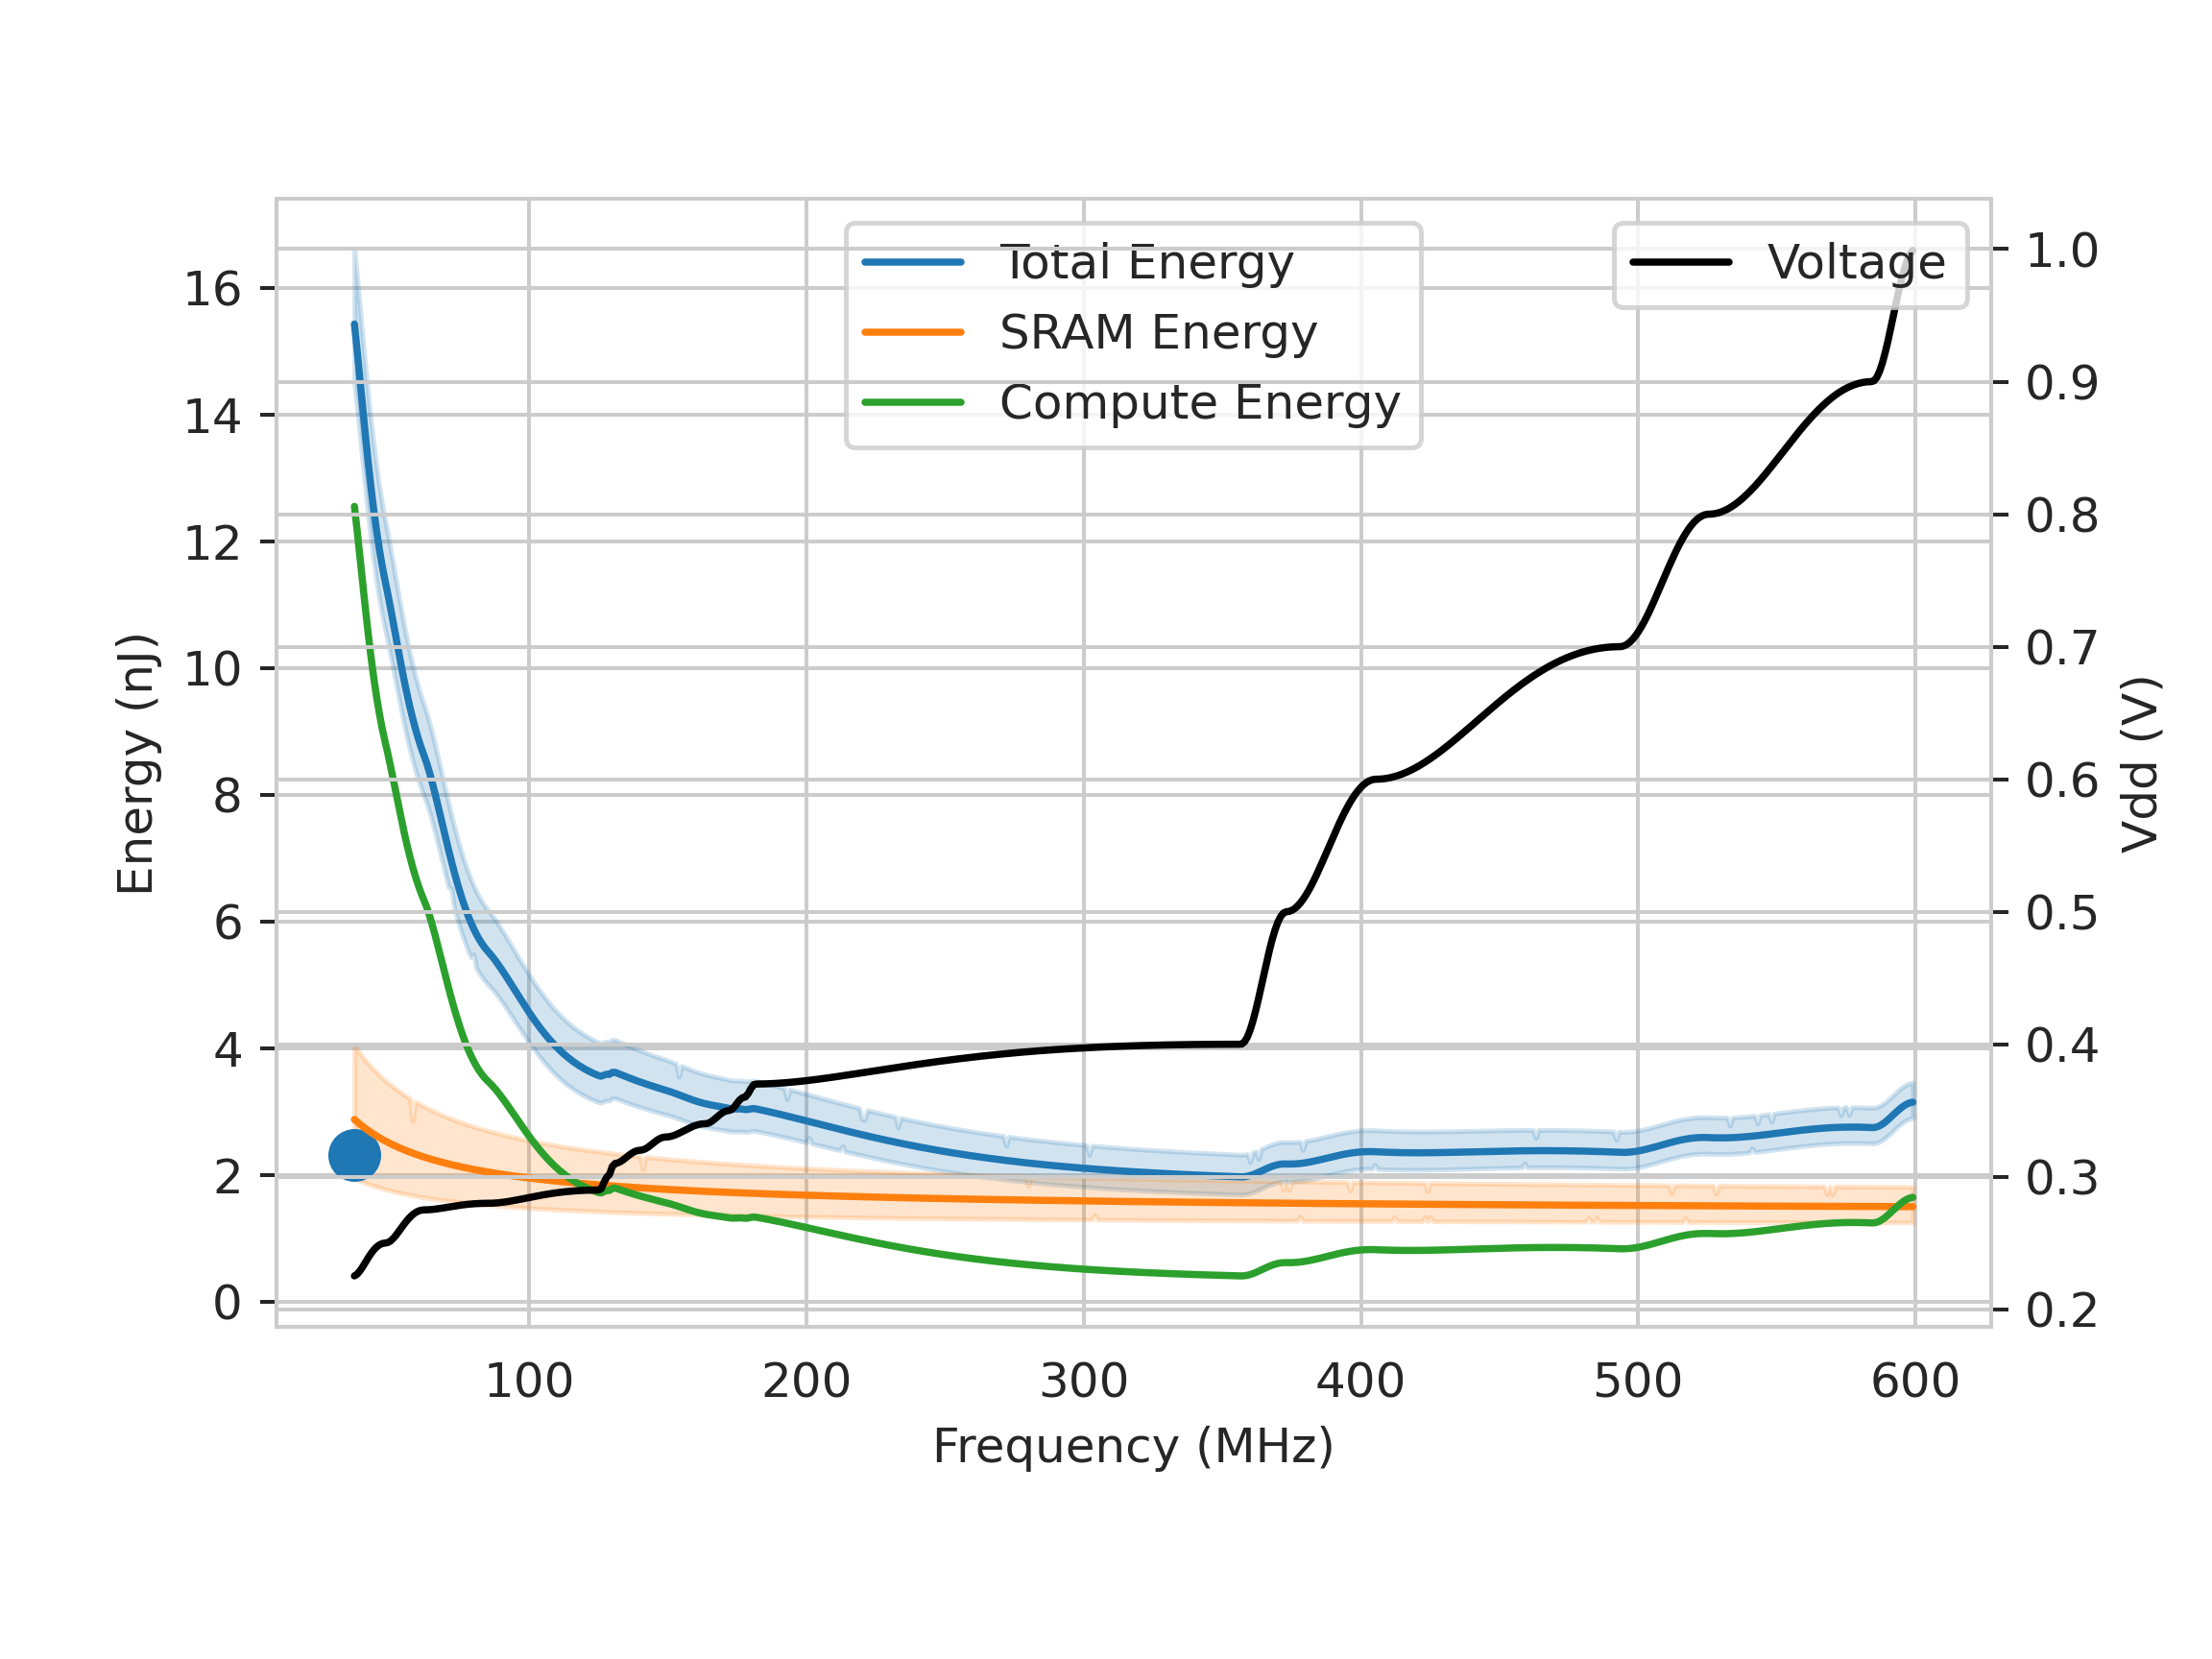 Total Energy
SRAM Energy
Compute Energy
Voltage
16
14
12
10
8
6
4
2
0
Energy (nJ)
1.0
0.9
0.8
0.7
0.6
0.5
0.4
0.3
0.2
Vdd (V)
100 200 300 400 500 600
Frequency (MHz)